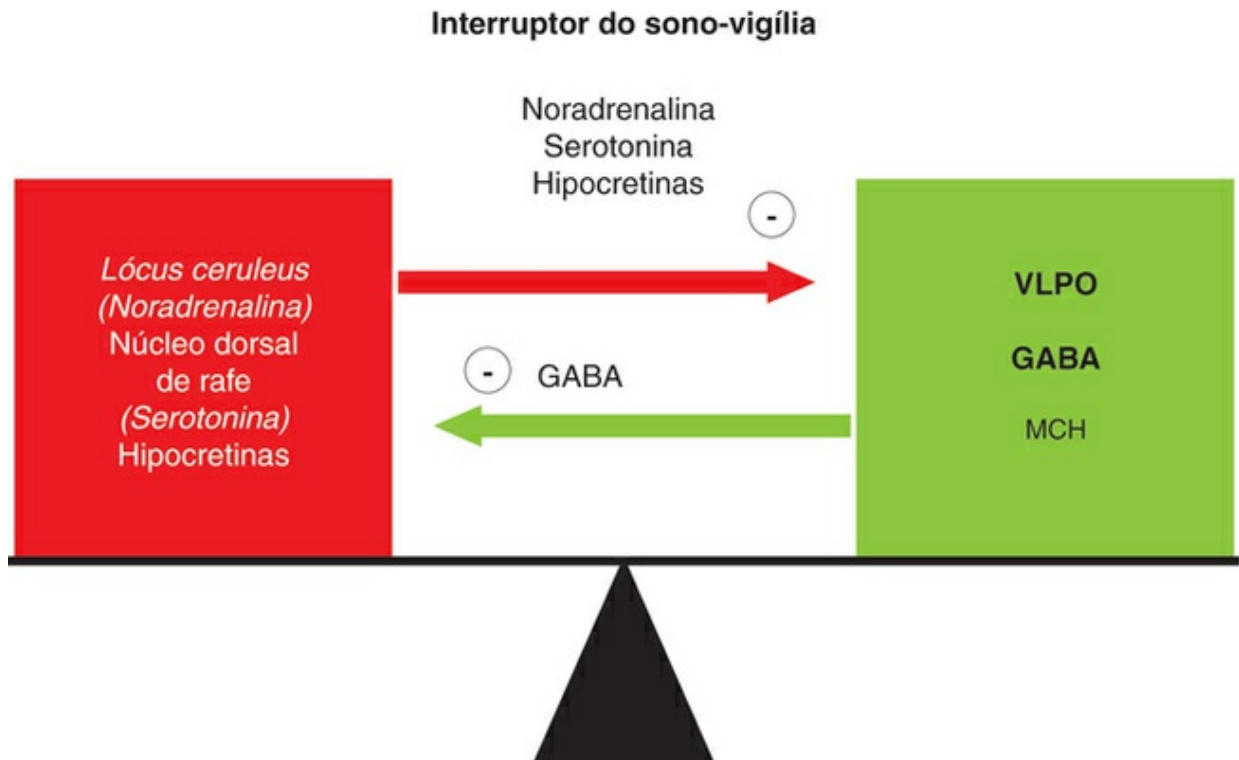 Interruptor do sono-vigília
Noradrenalina
Serotonina
Hipocretinas
-
Lócus ceruleus
(Noradrenalina)
Núcleo dorsal
de rafe
(Serotonina)
Hipocretinas
- GABA
VLPO
GABA
MCH